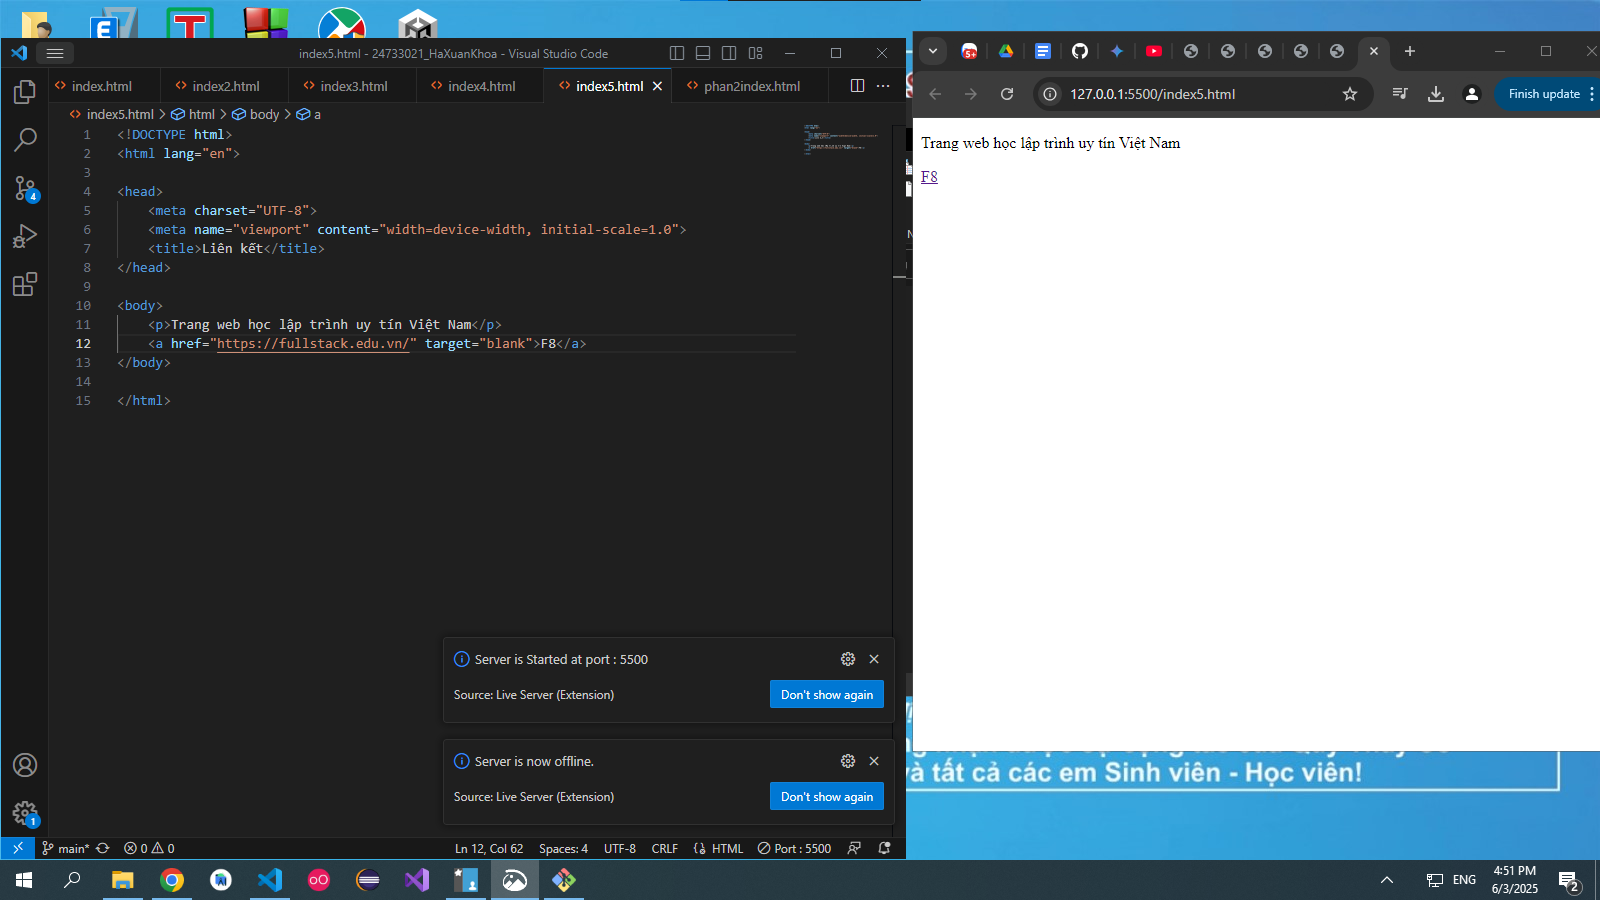 index5.html - 24733021_HaXuanKhoa - Visual Studio Code
index.html
index2.html
index3.html
index4.html
index5.html
phan2index.html
index5.html > html > body > a
1 <!DOCTYPE html>
2 <html lang="en">
3
4 <head>
5 <meta charset="UTF-8">
6 <meta name="viewport" content="width=device-width, initial-scale=1.0">
7 <title>Liên kết</title>
8 </head>
9
10 <body>
11 <p>Trang web học lập trình uy tín Việt Nam</p>
12 <a href="https://fullstack.edu.vn/" target="blank">F8</a>
13 </body>
14
15 </html>
4
1
Server is Started at port : 5500
Source: Live Server (Extension)
Don't show again
Server is now offline.
Source: Live Server (Extension)
Don't show again
main* 0 0
Ln 12, Col 62 Spaces: 4 UTF-8 CRLF HTML Port : 5500
5+
127.0.0.1:5500/index5.html
Finish update
Trang web học lập trình uy tín Việt Nam
F8
và tất cả các em Sinh viên - Học viên!
ENG
4:51 PM
6/3/2025
2